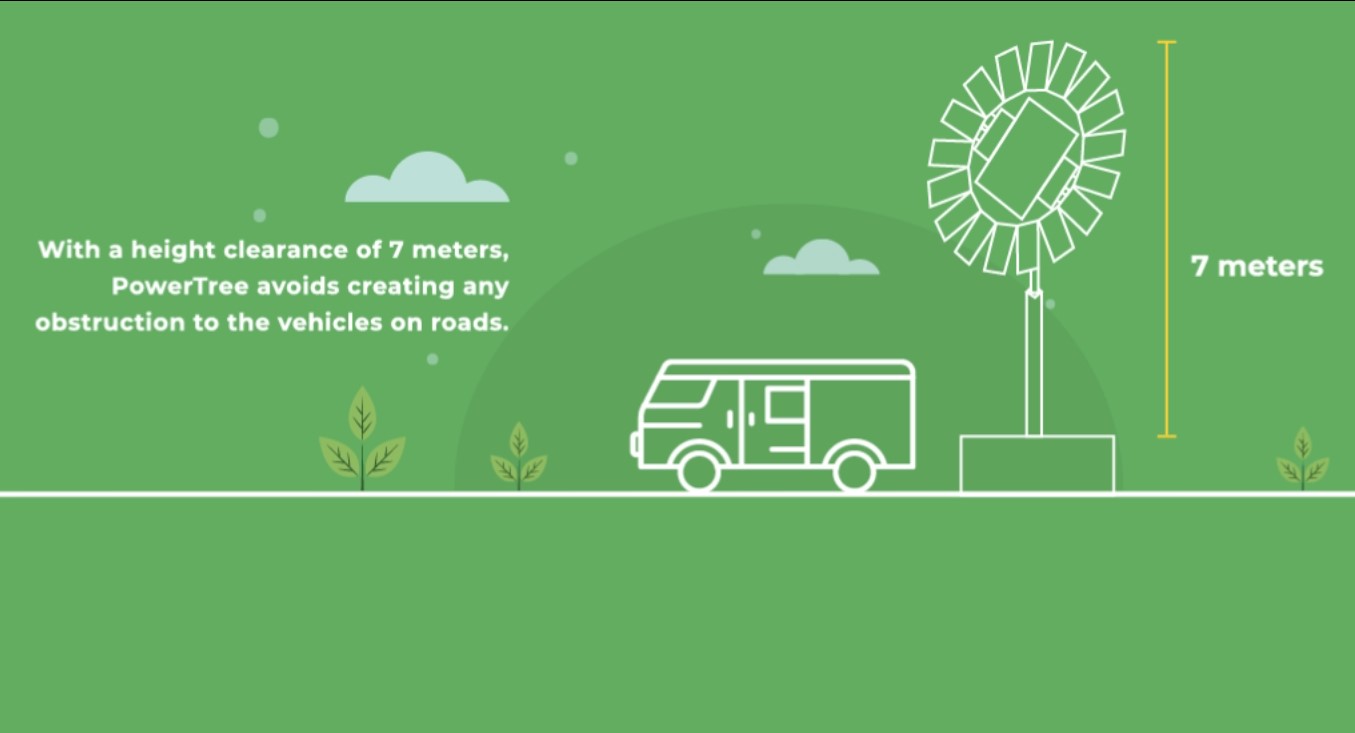 With a height clearance of 7 meters,
PowerTree avoids creating any
obstruction to the vehicles on roads.
7 meters